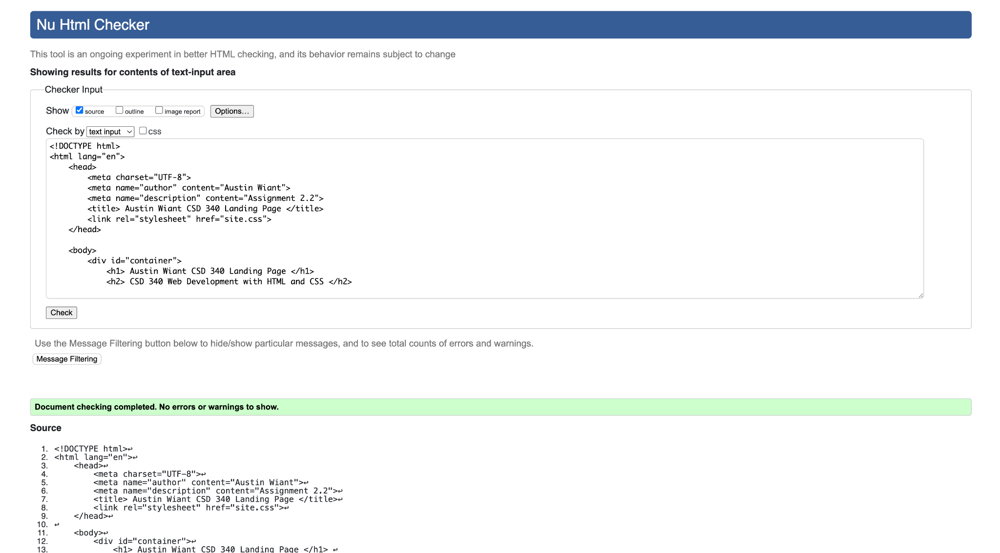 Nu Html Checker
This tool is an ongoing experiment in better HTML checking, and its behavior remains subject to change
Showing results for contents of text-input area
Checker Input
Show source outline image report Options...
Check by text input CSS
<!DOCTYPE html>
<html lang="en">
    <head>
        <meta charset="UTF-8">
        <meta name="author" content="Austin Wiant">
        <meta name="description" content="Assignment 2.2">
        <title> Austin Wiant CSD 340 Landing Page </title>
        <link rel="stylesheet" href="site.css">
    </head>

    <body>
        <div id="container">
            <h1> Austin Wiant CSD 340 Landing Page </h1>
            <h2> CSD 340 Web Development with HTML and CSS </h2>
Check
Use the Message Filtering button below to hide/show particular messages, and to see total counts of errors and warnings.
Message Filtering
Document checking completed. No errors or warnings to show.
Source
1. <!DOCTYPE html>↩
2. <html lang="en">↩
3.     <head>↩
4.         <meta charset="UTF-8">↩
5.         <meta name="author" content="Austin Wiant">↩
6.         <meta name="description" content="Assignment 2.2">↩
7.         <title> Austin Wiant CSD 340 Landing Page </title>↩
8.         <link rel="stylesheet" href="site.css">↩
9.     </head>↩
10. ↩
11.     <body>↩
12.         <div id="container">↩
13.             <h1> Austin Wiant CSD 340 Landing Page </h1> ↩